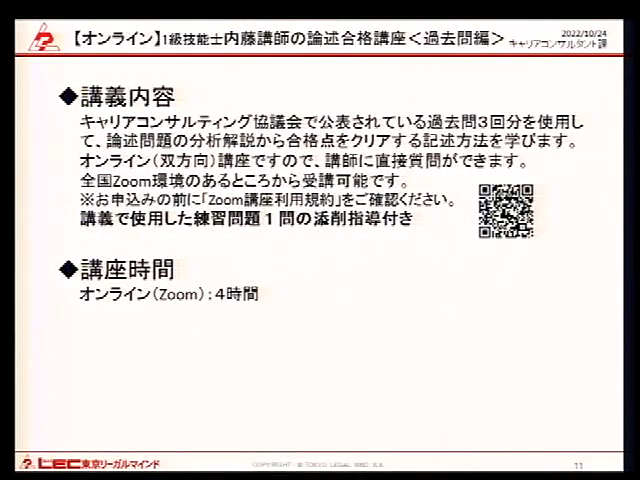 【オンライン】1級技能士内藤講師の論述合格講座＜過去問編＞
2022/10/24
キャリアコンサルタント課
◆講義内容
キャリアコンサルティング協議会で公表されている過去問３回分を使用し
て、論述問題の分析解説から合格点をクリアする記述方法を学びます。
オンライン（双方向）講座ですので、講師に直接質問ができます。
全国Zoom環境のあるところから受講可能です。
※お申込みの前に「Zoom講座利用規約」をご確認ください。
講義で使用した練習問題１問の添削指導付き
◆講座時間
オンライン（Zoom）：４時間
LEC東京リーガルマインド
COPYRIGHT © TOKYO LEGAL MIND K.K.
11